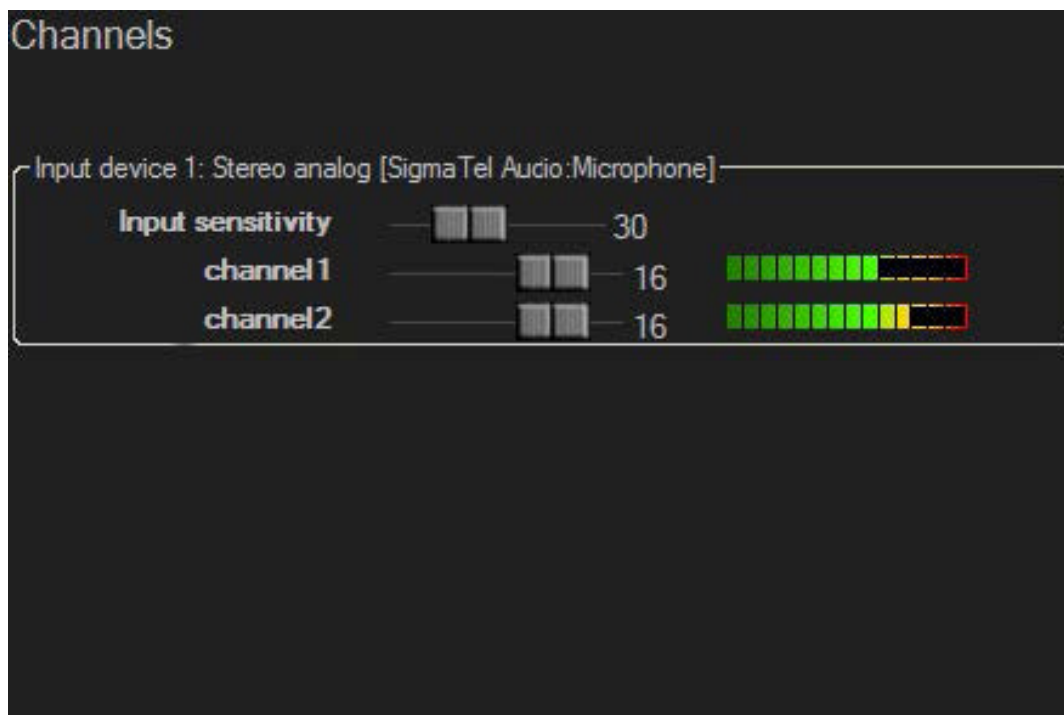 Channels
Input device 1: Stereo analog [SigmaTel Audio:Microphone]
Input sensitivity 30
channel1 16
channel2 16